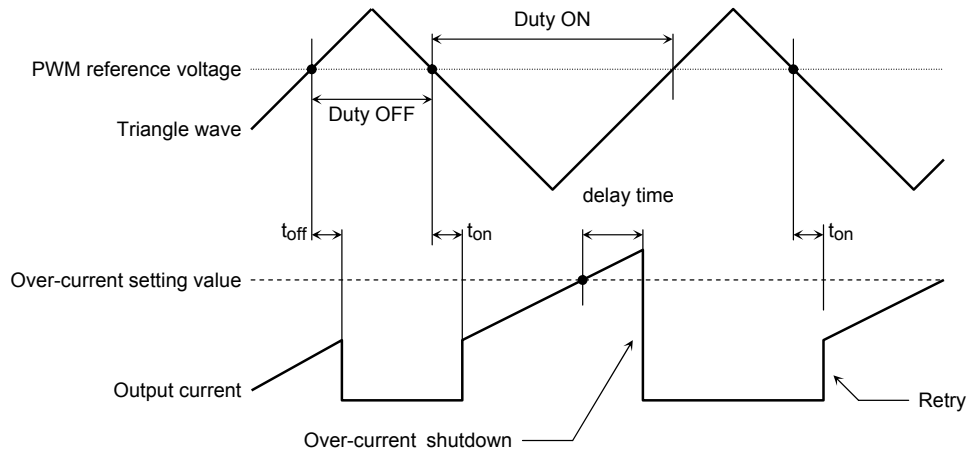 Duty ON
PWM reference voltage
Duty OFF
Triangle wave
delay time
toff
ton
ton
Over-current setting value
Output current
Retry
Over-current shutdown